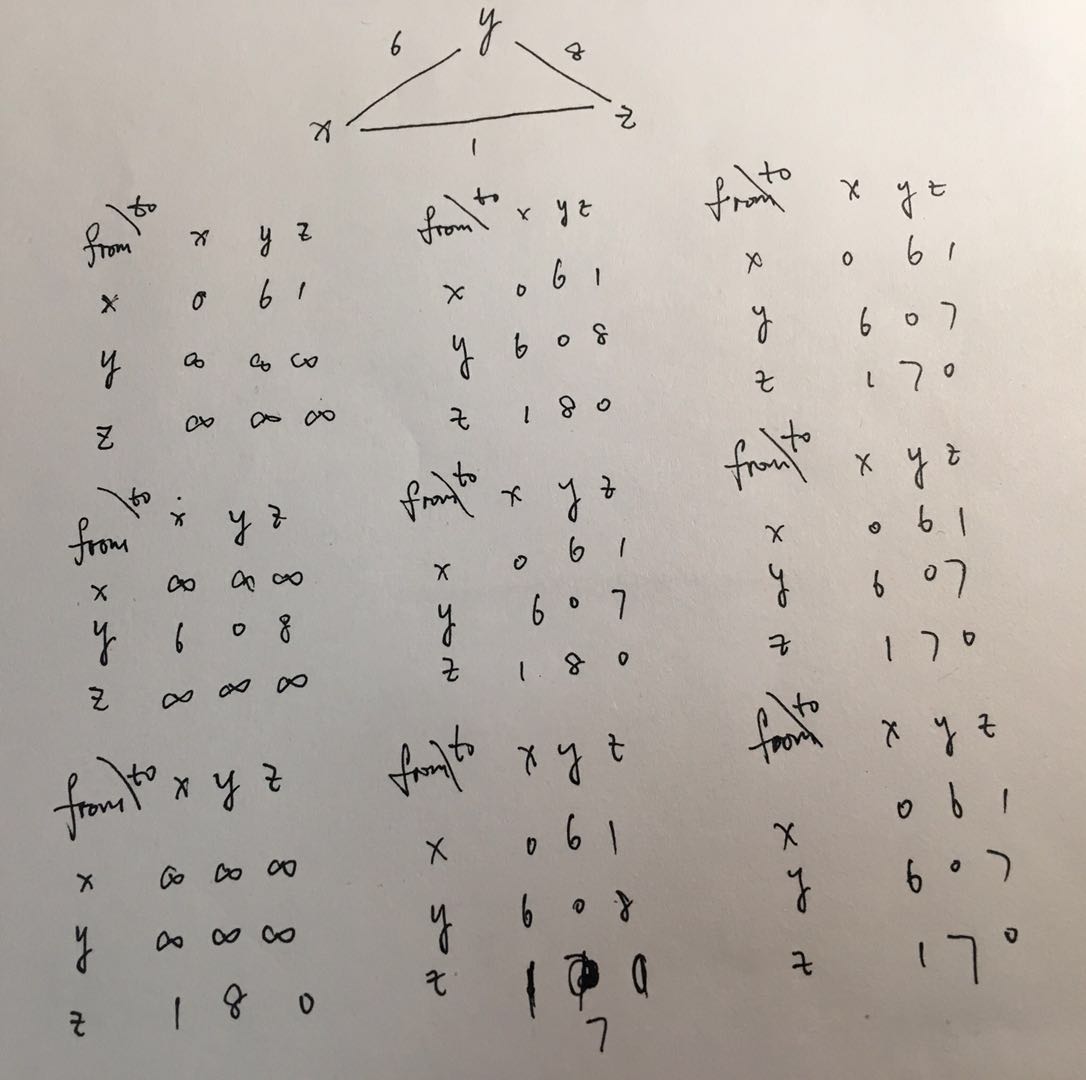 y
6 8
x z
1
from\to x y z
x 0 6 1
y ∞ ∞ ∞
z ∞ ∞ ∞
from\to x y z
x ∞ ∞ ∞
y 6 0 8
z ∞ ∞ ∞
from\to x y z
x ∞ ∞ ∞
y ∞ ∞ ∞
z 1 8 0
from\to x y z
x 0 6 1
y 6 0 8
z 1 8 0
from\to x y z
x 0 6 1
y 6 0 7
z 1 8 0
from\to x y z
x 0 6 1
y 6 0 8
z 1 0
7
from\to x y z
x 0 6 1
y 6 0 7
z 1 7 0
from\to x y z
x 0 6 1
y 6 0 7
z 1 7 0
from\to x y z
x 0 6 1
y 6 0 7
z 1 7 0